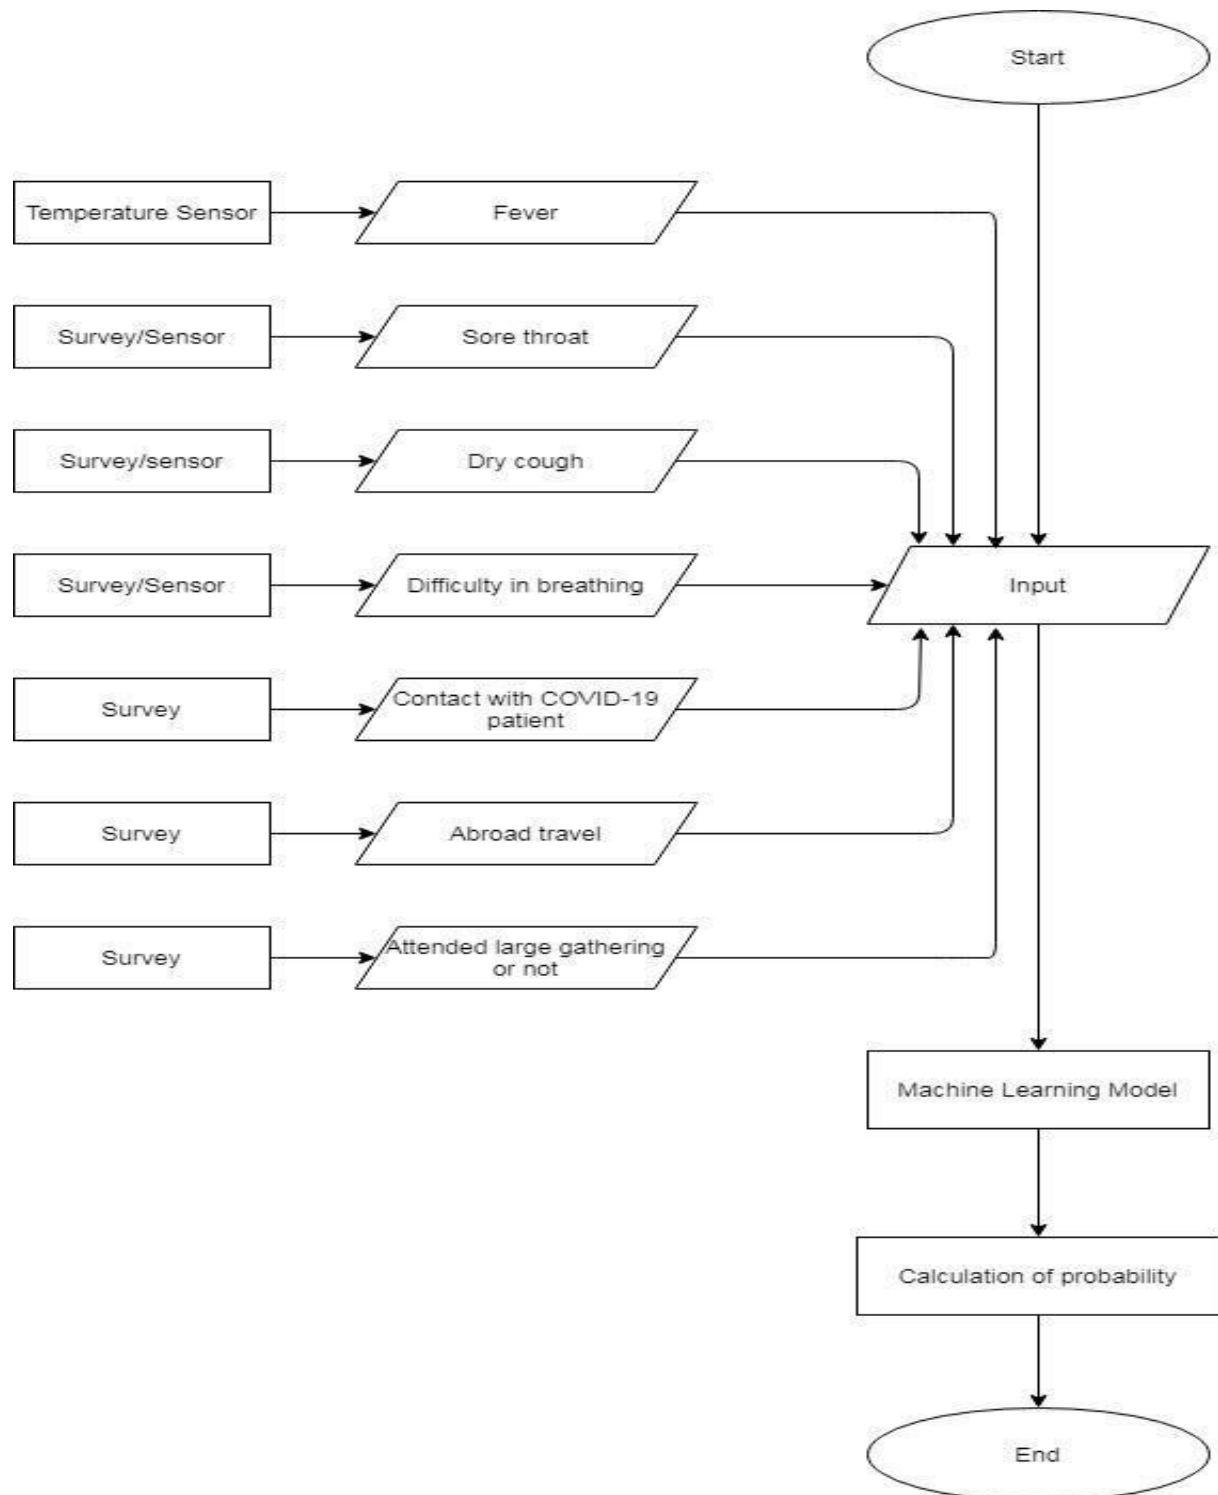 Start
Temperature Sensor
Fever
Survey/Sensor
Sore throat
Survey/sensor
Dry cough
Survey/Sensor
Difficulty in breathing
Input
Survey
Contact with COVID-19
patient
Survey
Abroad travel
Survey
Attended large gathering
or not
Machine Learning Model
Calculation of probability
End